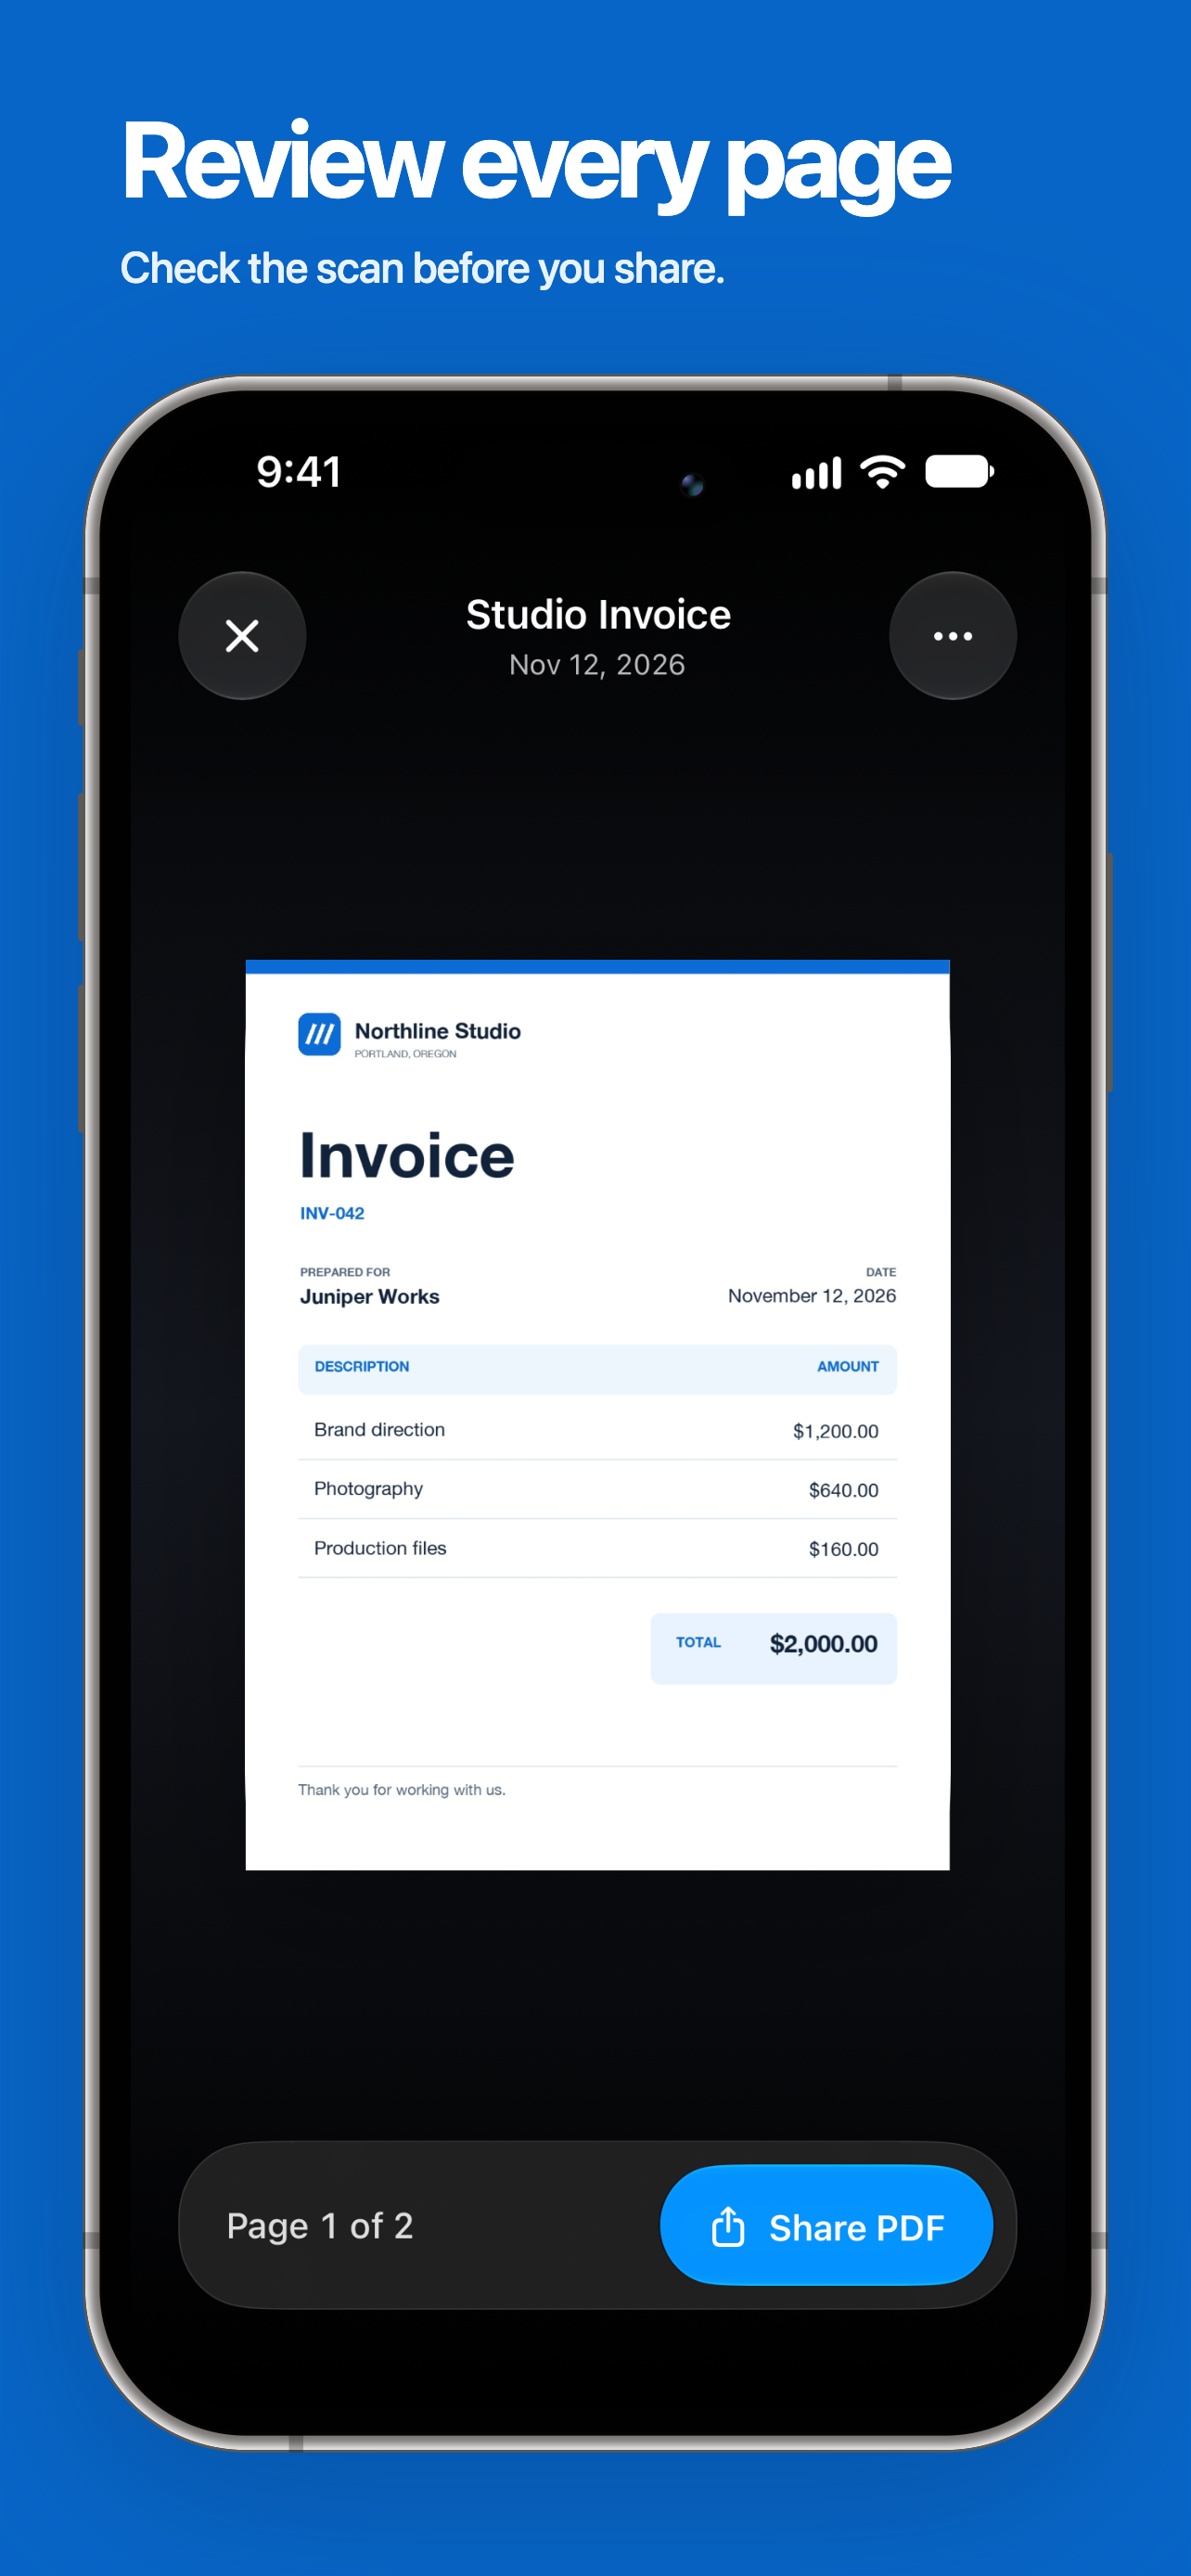 Review every page
Check the scan before you share.
9:41
Studio Invoice
Nov 12, 2026
Northline Studio
PORTLAND, OREGON
Invoice
INV-042
PREPARED FOR DATE
Juniper Works November 12, 2026
DESCRIPTION AMOUNT
Brand direction $1,200.00
Photography $640.00
Production files $160.00
TOTAL $2,000.00
Thank you for working with us.
Page 1 of 2 Share PDF